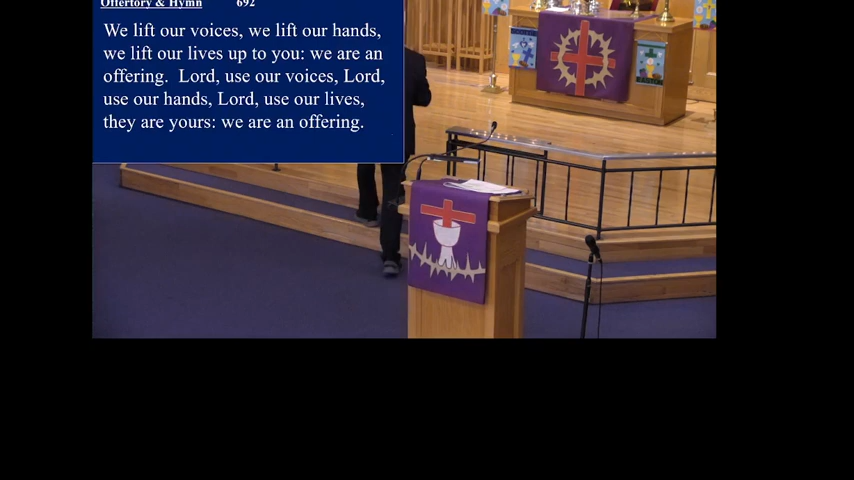 Offertory & Hymn 692
We lift our voices, we lift our hands,
we lift our lives up to you: we are an
offering. Lord, use our voices, Lord,
use our hands, Lord, use our lives,
they are yours: we are an offering.